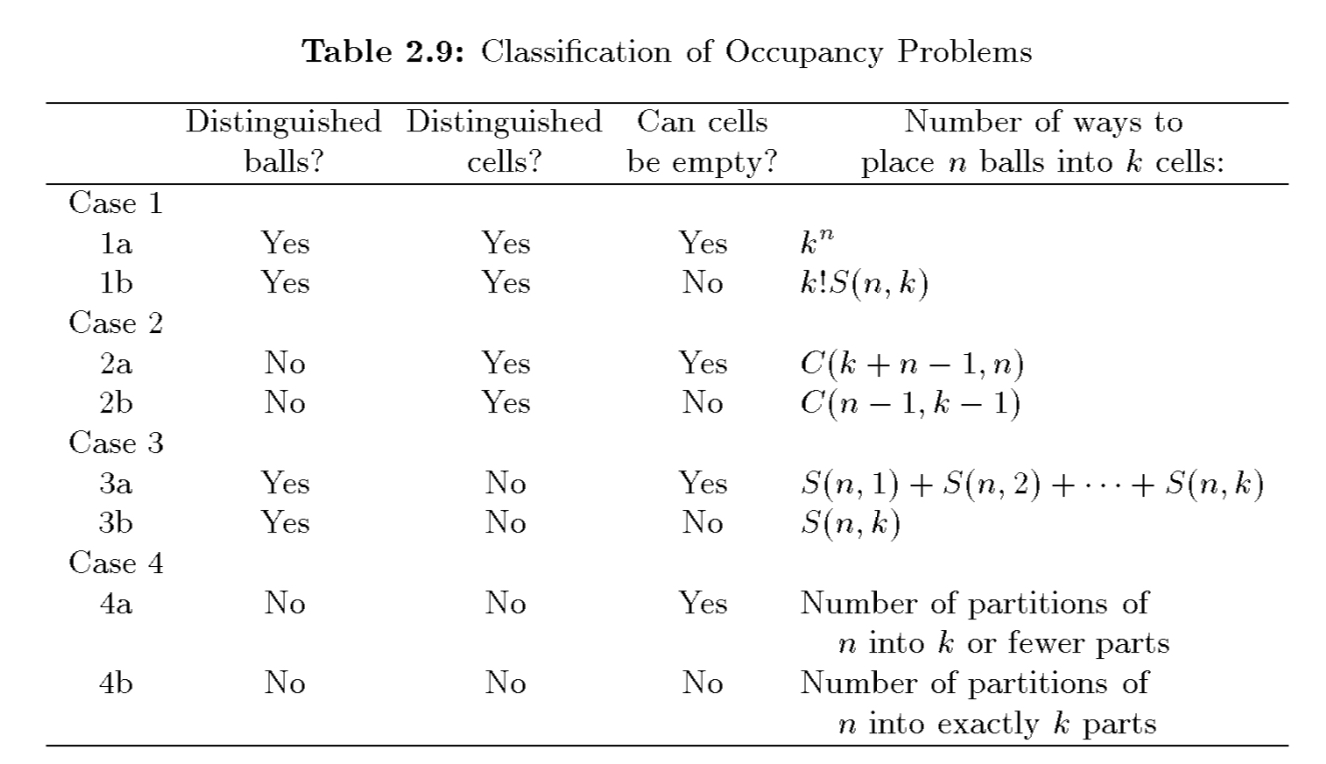 Table 2.9: Classification of Occupancy Problems
Distinguished Distinguished Can cells Number of ways to
balls? cells? be empty? place n balls into k cells:
Case 1
1a Yes Yes Yes kⁿ
1b Yes Yes No k!S(n, k)
Case 2
2a No Yes Yes C(k + n − 1, n)
2b No Yes No C(n − 1, k − 1)
Case 3
3a Yes No Yes S(n, 1) + S(n, 2) + · · · + S(n, k)
3b Yes No No S(n, k)
Case 4
4a No No Yes Number of partitions of
n into k or fewer parts
4b No No No Number of partitions of
n into exactly k parts